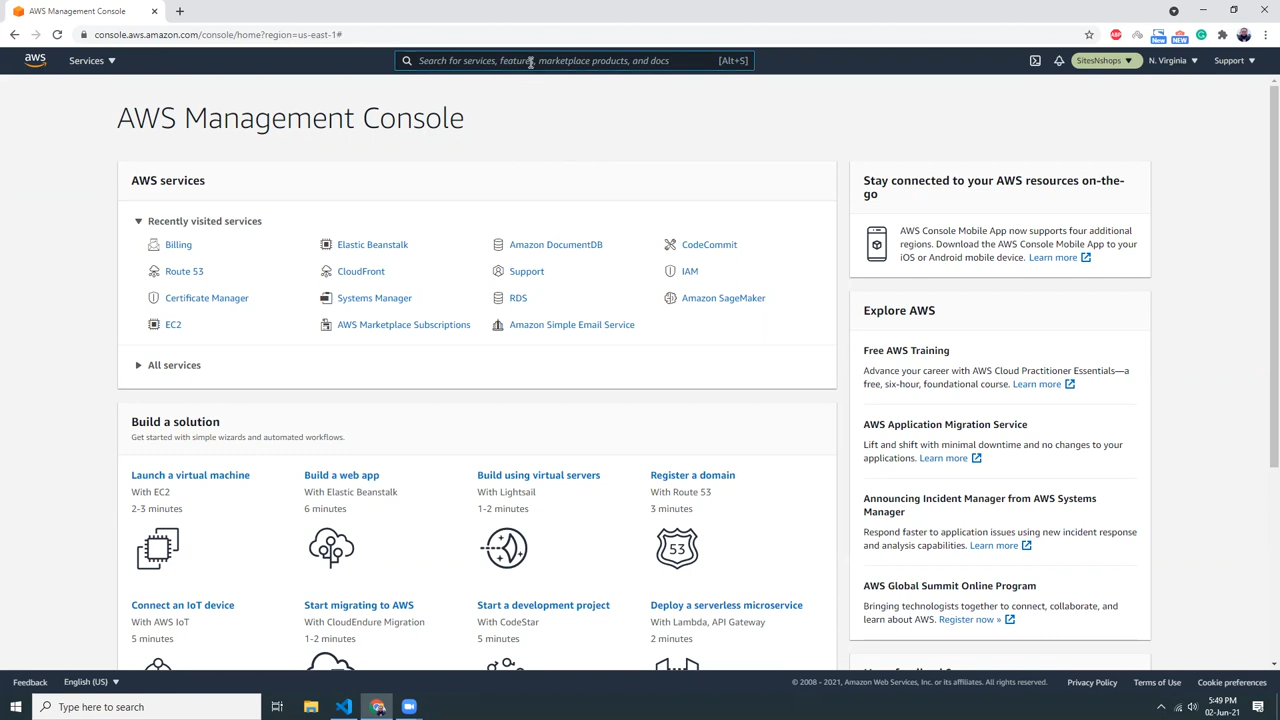 AWS Management Console
console.aws.amazon.com/console/home?region=us-east-1#
New
New
aws
Services
Search for services, features, marketplace products, and docs
[Alt+S]
SitesNshops
N. Virginia
Support
AWS Management Console
AWS services
Recently visited services
Billing
Elastic Beanstalk
Amazon DocumentDB
CodeCommit
Route 53
CloudFront
Support
IAM
Certificate Manager
Systems Manager
RDS
Amazon SageMaker
EC2
AWS Marketplace Subscriptions
Amazon Simple Email Service
All services
Build a solution
Get started with simple wizards and automated workflows.
Launch a virtual machine
With EC2
2-3 minutes
Build a web app
With Elastic Beanstalk
6 minutes
Build using virtual servers
With Lightsail
1-2 minutes
Register a domain
With Route 53
3 minutes
53
Connect an IoT device
With AWS IoT
5 minutes
Start migrating to AWS
With CloudEndure Migration
1-2 minutes
Start a development project
With CodeStar
5 minutes
Deploy a serverless microservice
With Lambda, API Gateway
2 minutes
Stay connected to your AWS resources on-the-
go
AWS Console Mobile App now supports four additional
regions. Download the AWS Console Mobile App to your
iOS or Android mobile device. Learn more
Explore AWS
Free AWS Training
Advance your career with AWS Cloud Practitioner Essentials—a
free, six-hour, foundational course. Learn more
AWS Application Migration Service
Lift and shift with minimal downtime and no changes to your
applications. Learn more
Announcing Incident Manager from AWS Systems
Manager
Respond faster to application issues using new incident response
and analysis capabilities. Learn more
AWS Global Summit Online Program
Bringing technologists together to connect, collaborate, and
learn about AWS. Register now »
Feedback
English (US)
© 2008 - 2021, Amazon Web Services, Inc. or its affiliates. All rights reserved.
Privacy Policy
Terms of Use
Cookie preferences
Type here to search
5:49 PM
02-Jun-21